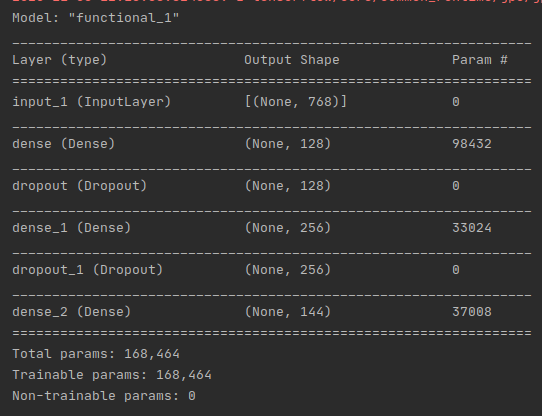 Model: "functional_1"
_________________________________________________________________
Layer (type)                 Output Shape              Param #
=================================================================
input_1 (InputLayer)         [(None, 768)]             0
_________________________________________________________________
dense (Dense)                (None, 128)               98432
_________________________________________________________________
dropout (Dropout)            (None, 128)               0
_________________________________________________________________
dense_1 (Dense)              (None, 256)               33024
_________________________________________________________________
dropout_1 (Dropout)          (None, 256)               0
_________________________________________________________________
dense_2 (Dense)              (None, 144)               37008
=================================================================
Total params: 168,464
Trainable params: 168,464
Non-trainable params: 0